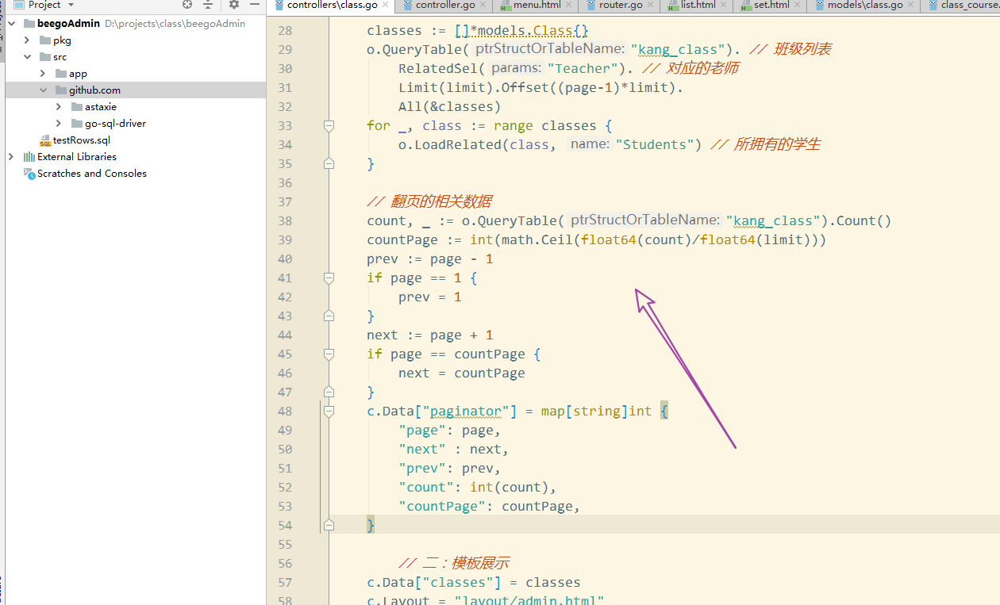 Project
controllers\class.go
controller.go
menu.html
router.go
list.html
set.html
models\class.go
class_course.
beegoAdmin D:\projects\class\beegoAdmin
pkg
src
app
github.com
astaxie
go-sql-driver
testRows.sql
External Libraries
Scratches and Consoles
28 classes := []*models.Class{}
29 o.QueryTable( ptrStructOrTableName: "kang_class"). // 班级列表
30 RelatedSel( params: "Teacher"). // 对应的老师
31 Limit(limit).Offset((page-1)*limit).
32 All(&classes)
33 for _, class := range classes {
34 o.LoadRelated(class, name: "Students") // 所拥有的学生
35 }
36
37 // 翻页的相关数据
38 count, _ := o.QueryTable( ptrStructOrTableName: "kang_class").Count()
39 countPage := int(math.Ceil(float64(count)/float64(limit)))
40 prev := page - 1
41 if page == 1 {
42 prev = 1
43 }
44 next := page + 1
45 if page == countPage {
46 next = countPage
47 }
48 c.Data["paginator"] = map[string]int {
49 "page": page,
50 "next" : next,
51 "prev": prev,
52 "count": int(count),
53 "countPage": countPage,
54 }
55
56 // 二：模板展示
57 c.Data["classes"] = classes
58 c.Layout = "layout/admin.html"